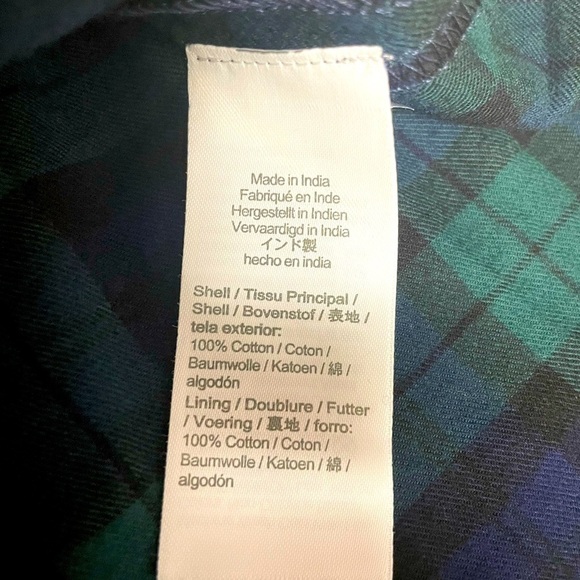 Made in India
Fabriqué en Inde
Hergestellt in Indien
Vervaardigd in India
インド製
hecho en india
Shell / Tissu Principal /
Shell / Bovenstof / 表地 /
tela exterior:
100% Cotton / Coton /
Baumwolle / Katoen / 綿 /
algodón
Lining / Doublure / Futter
/ Voering / 裏地 / forro:
100% Cotton / Coton /
Baumwolle / Katoen / 綿 /
algodón